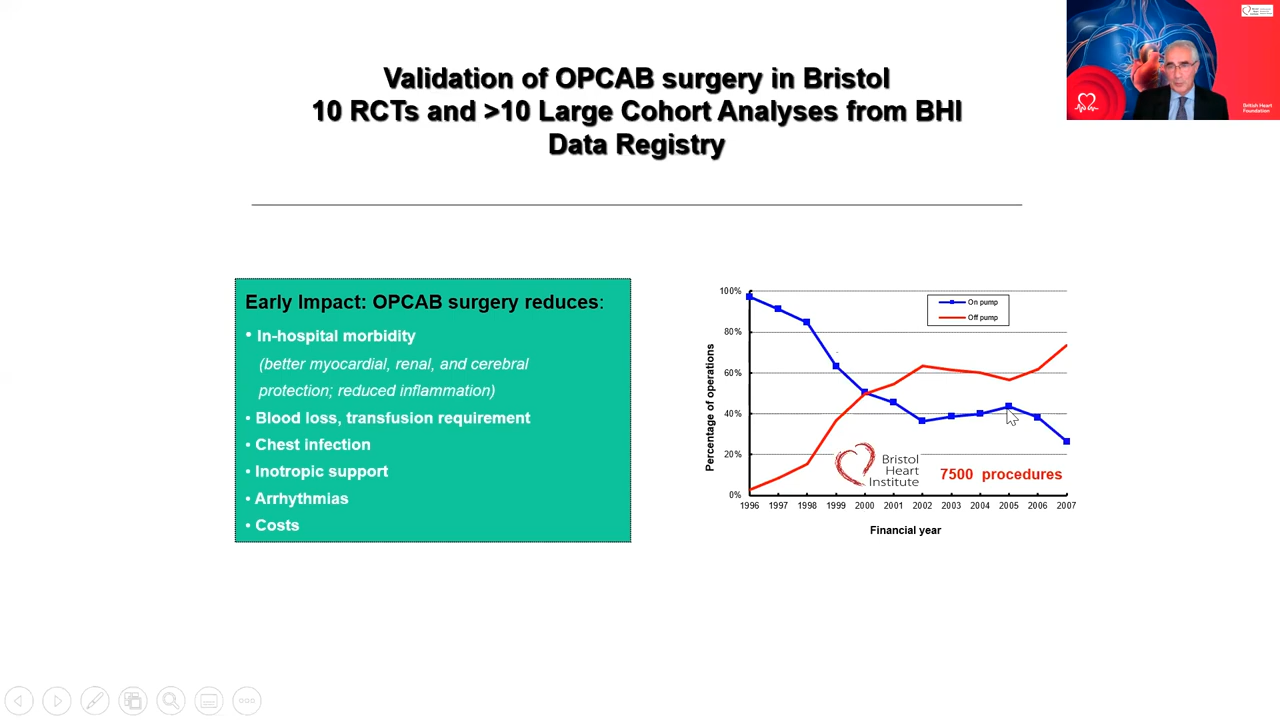 Validation of OPCAB surgery in Bristol
10 RCTs and >10 Large Cohort Analyses from BHI
Data Registry
British Heart
Foundation
Early Impact: OPCAB surgery reduces:
• In-hospital morbidity
(better myocardial, renal, and cerebral
protection; reduced inflammation)
• Blood loss, transfusion requirement
• Chest infection
• Inotropic support
• Arrhythmias
• Costs
Percentage of operations
100%
80%
60%
40%
20%
0%
On pump
Off pump
Bristol
Heart
Institute
7500 procedures
1996 1997 1998 1999 2000 2001 2002 2003 2004 2005 2006 2007
Financial year